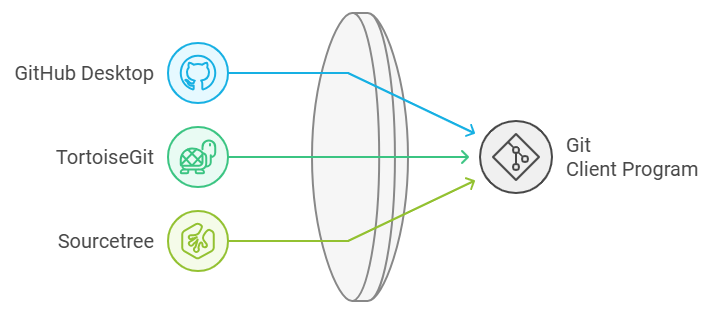 GitHub Desktop
TortoiseGit
Sourcetree
Git
Client Program